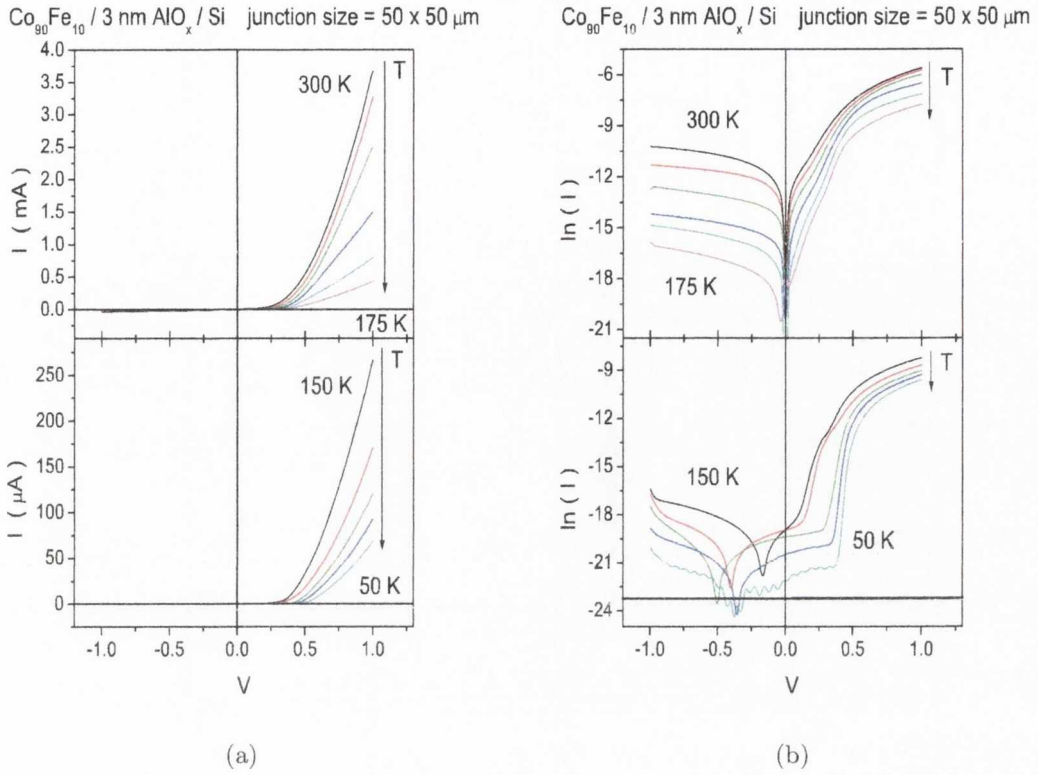 Co90Fe10 / 3 nm AlOx / Si junction size = 50 x 50 μm
4.0
3.5
3.0
2.5
2.0
1.5
1.0
0.5
0.0
I ( mA )
300 K
T
175 K
250
200
150
100
50
0
I ( μA )
150 K
T
50 K
-1.0 -0.5 0.0 0.5 1.0
V
(a)
Co90Fe10 / 3 nm AlOx / Si junction size = 50 x 50 μm
-6
-9
-12
-15
-18
-21
ln ( I )
300 K
T
175 K
-9
-12
-15
-18
-21
-24
ln ( I )
150 K
T
50 K
-1.0 -0.5 0.0 0.5 1.0
V
(b)